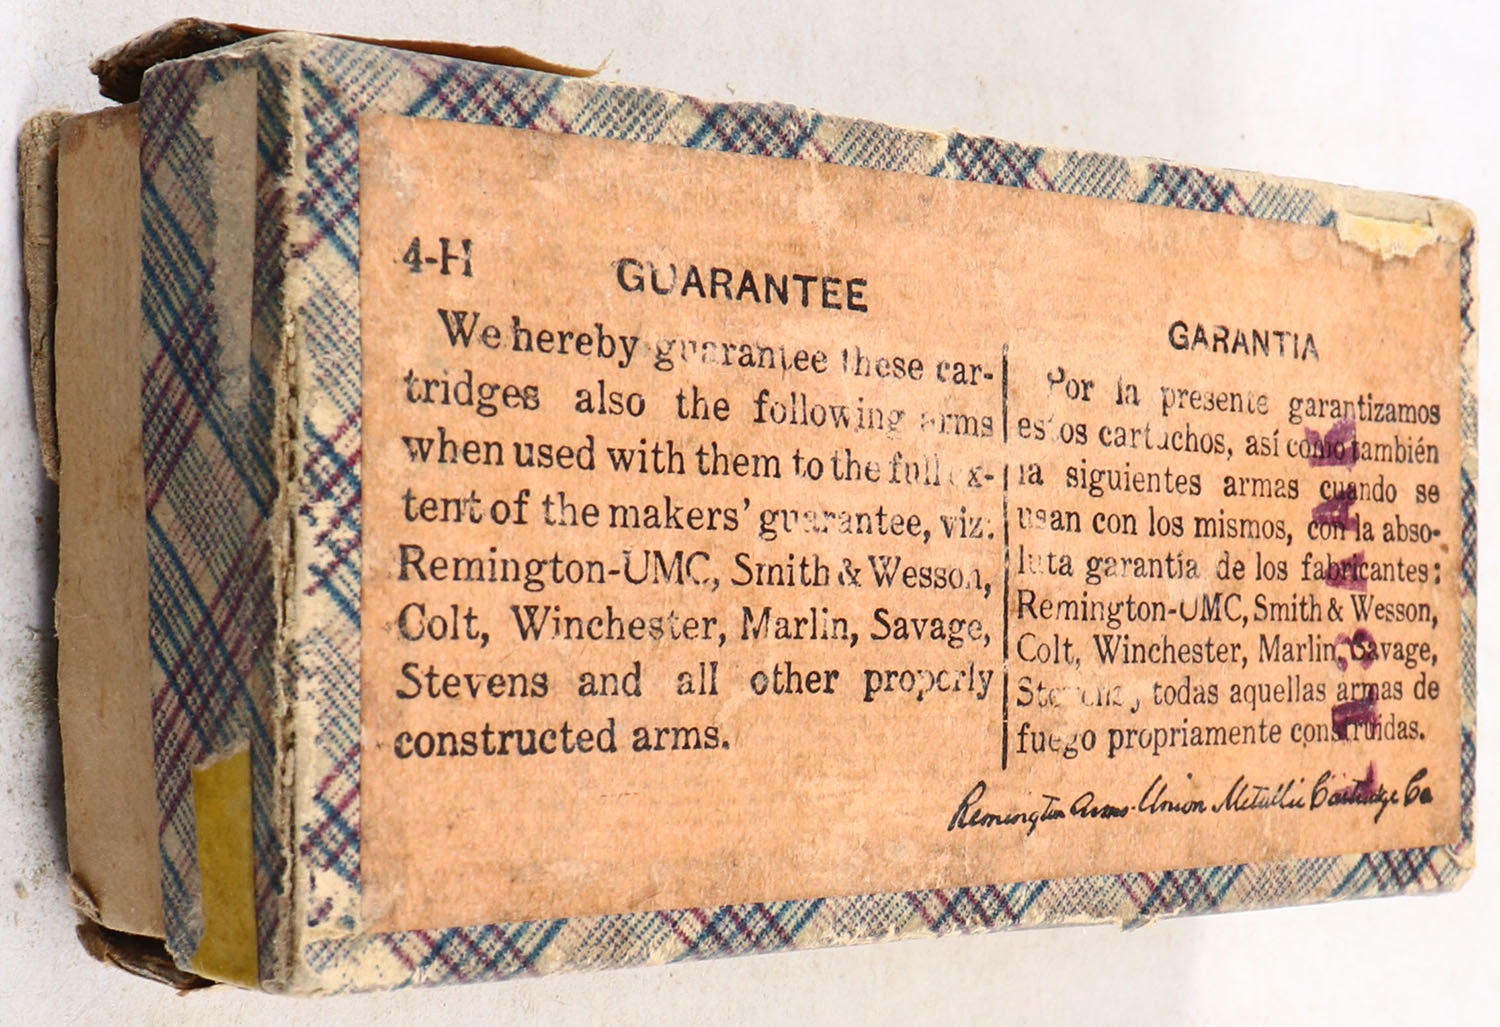 4-H
GUARANTEE
We hereby guarantee these car-
tridges also the following arms
when used with them to the full ex-
tent of the makers' guarantee, viz:
Remington-UMC, Smith & Wesson,
Colt, Winchester, Marlin, Savage,
Stevens and all other properly
constructed arms.
GARANTIA
Por la presente garantizamos
estos cartuchos, así como también
la siguientes armas cuando se
usan con los mismos, con la abso-
luta garantía de los fabricantes:
Remington-UMC, Smith & Wesson,
Colt, Winchester, Marlin, Savage,
Stevens y todas aquellas armas de
fuego propriamente construidas.
Remington Arms-Union Metallic Cartridge Co